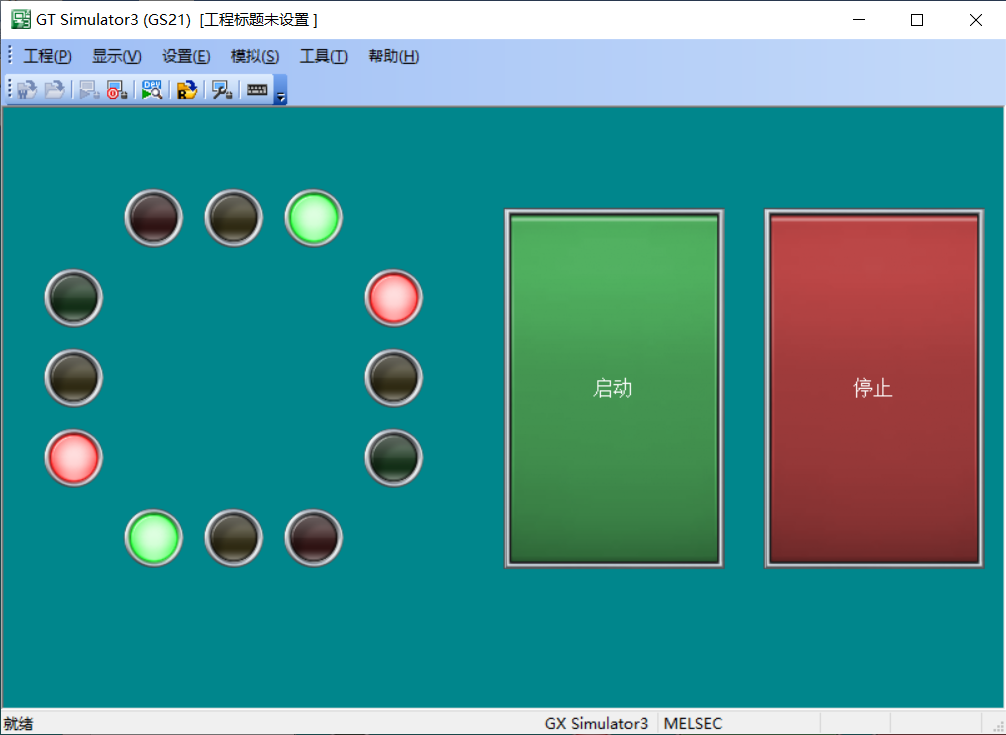 GT Simulator3 (GS21)  [工程标题未设置 ]
工程(P) 显示(V) 设置(E) 模拟(S) 工具(T) 帮助(H)
Dev
R
启动
停止
就绪 GX Simulator3 MELSEC